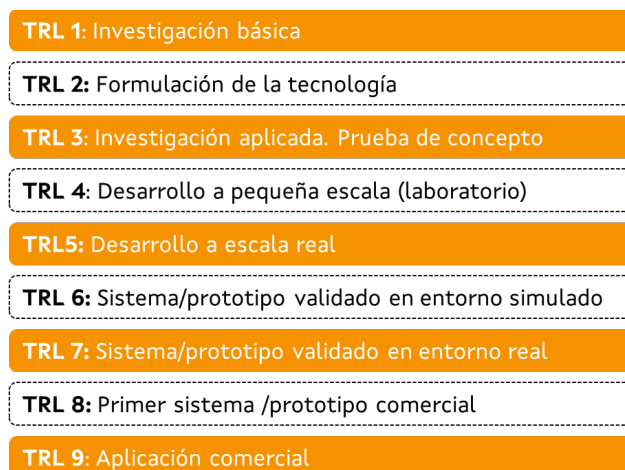 TRL 1: Investigación básica
TRL 2: Formulación de la tecnología
TRL 3: Investigación aplicada. Prueba de concepto
TRL 4: Desarrollo a pequeña escala (laboratorio)
TRL5: Desarrollo a escala real
TRL 6: Sistema/prototipo validado en entorno simulado
TRL 7: Sistema/prototipo validado en entorno real
TRL 8: Primer sistema /prototipo comercial
TRL 9: Aplicación comercial